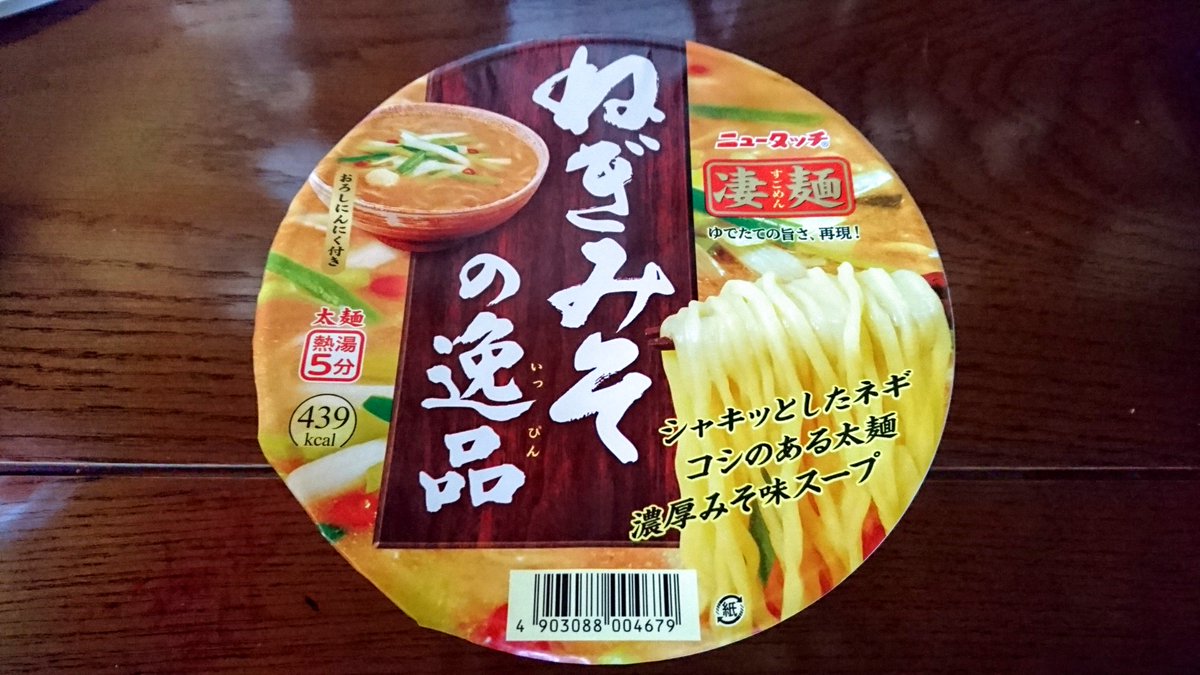 ねぎみそ
の逸品
いっぴん
ニュータッチ
凄麺
すごめん
ゆでたての旨さ、再現!
おろしにんにく付き
太麺
熱湯
5分
439
kcal
シャキッとしたネギ
コシのある太麺
濃厚みそ味スープ
4 903088 004679
紙